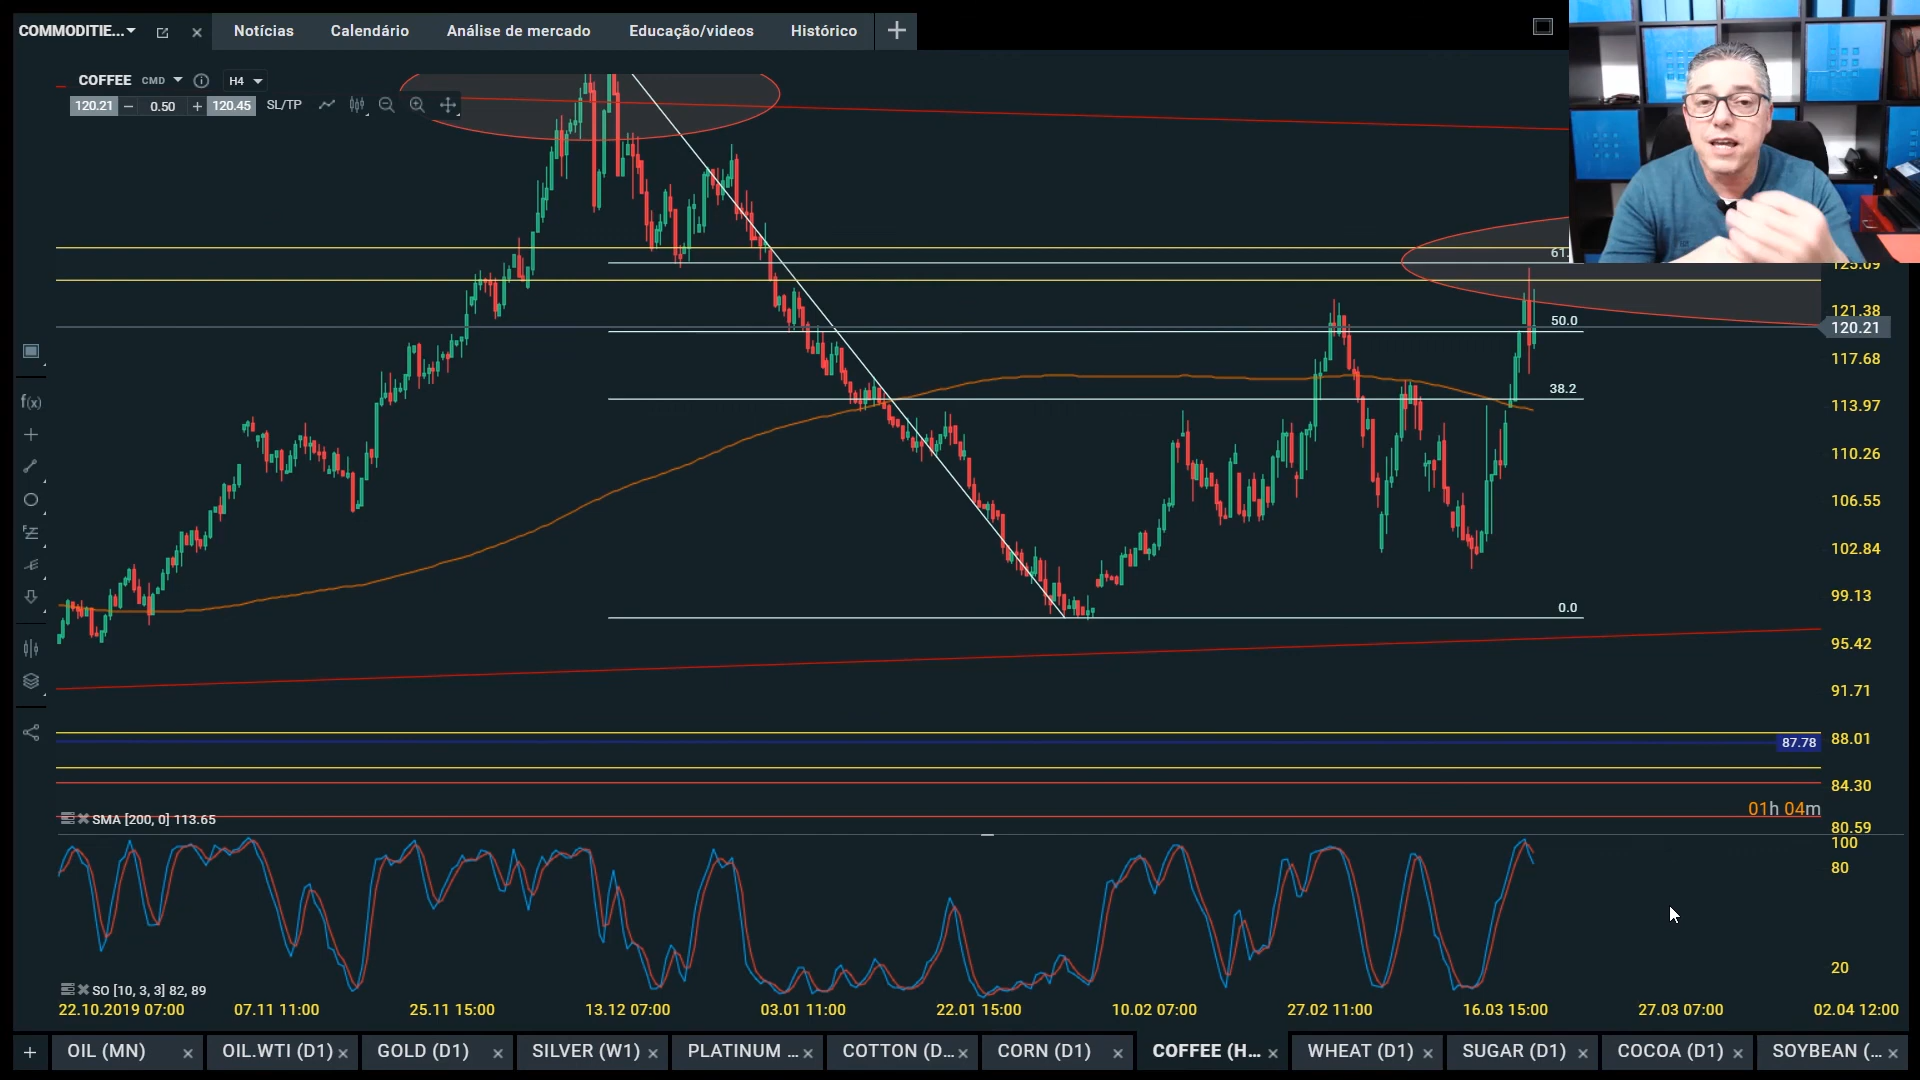 COMMODITIE...
Notícias
Calendário
Análise de mercado
Educação/videos
Histórico
COFFEE CMD H4
120.21 0.50 120.45 SL/TP
61.
125.09
50.0
121.38
120.21
117.68
38.2
113.97
110.26
106.55
102.84
0.0
99.13
95.42
91.71
88.01
87.78
84.30
01h 04m
80.59
SMA [200, 0] 113.65
100
80
20
SO [10, 3, 3] 82, 89
f(x)
22.10.2019 07:00 07.11 11:00 25.11 15:00 13.12 07:00 03.01 11:00 22.01 15:00 10.02 07:00 27.02 11:00 16.03 15:00 27.03 07:00 02.04 12:00
OIL (MN) OIL.WTI (D1) GOLD (D1) SILVER (W1) PLATINUM ... COTTON (D... CORN (D1) COFFEE (H... WHEAT (D1) SUGAR (D1) COCOA (D1) SOYBEAN (...